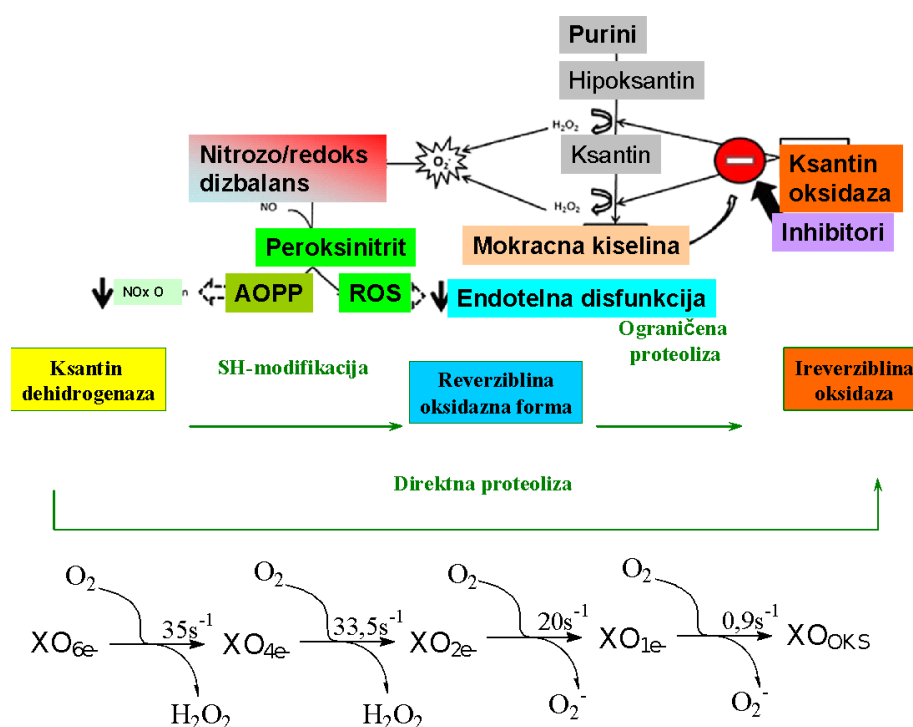 Purini
Hipoksantin
H₂O₂
Nitrozo/redoks
dizbalans
O₂⁻
Ksantin
Ksantin
oksidaza
H₂O₂
NO
Mokracna kiselina
Inhibitori
Peroksinitrit
NOx O n
AOPP
ROS
Endotelna disfunkcija
Ograničena
proteoliza
Ksantin
dehidrogenaza
SH-modifikacija
Reverziblina
oksidazna forma
Ireverziblina
oksidaza
Direktna proteoliza
O₂ O₂ O₂ O₂
35s⁻¹ 33,5s⁻¹ 20s⁻¹ 0,9s⁻¹
XO6e- XO4e- XO2e- XO1e- XOOKS
H₂O₂ H₂O₂ O₂⁻ O₂⁻